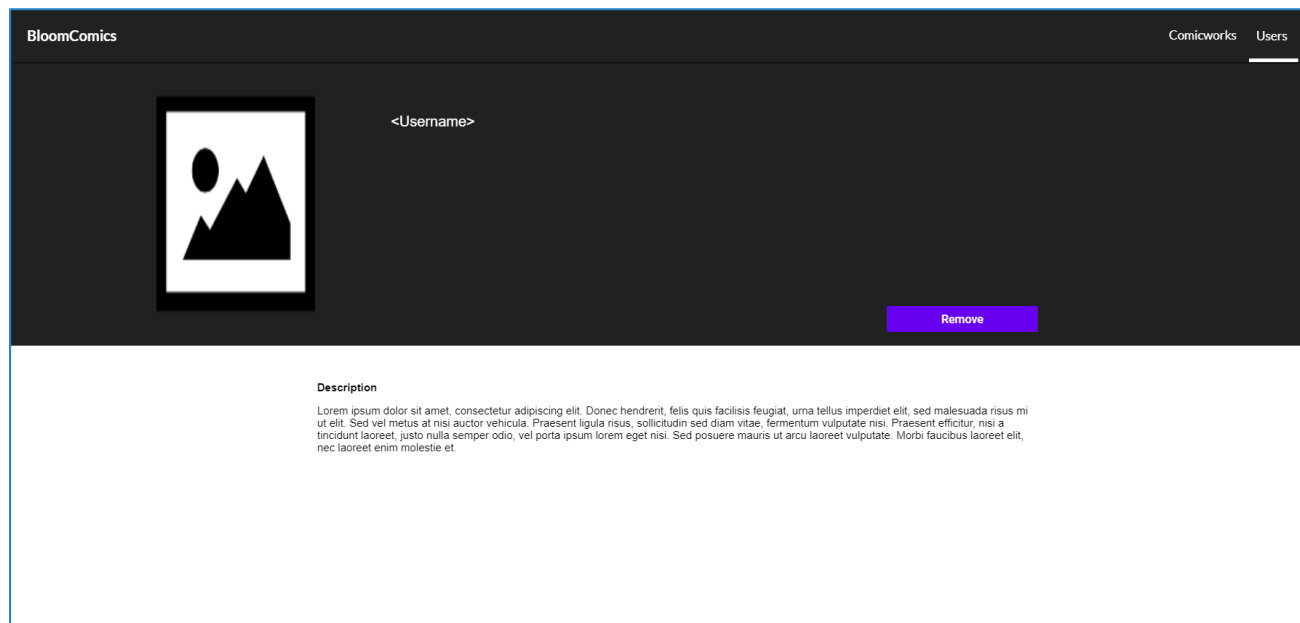 BloomComics
Comicworks Users
<Username>
Remove
Description
Lorem ipsum dolor sit amet, consectetur adipiscing elit. Donec hendrerit, felis quis facilisis feugiat, urna tellus imperdiet elit, sed malesuada risus mi
ut elit. Sed vel metus at nisi auctor vehicula. Praesent ligula risus, sollicitudin sed diam vitae, fermentum vulputate nisi. Praesent efficitur, nisi a
tincidunt laoreet, justo nulla semper odio, vel porta ipsum lorem eget nisi. Sed posuere mauris ut arcu laoreet vulputate. Morbi faucibus laoreet elit,
nec laoreet enim molestie et.